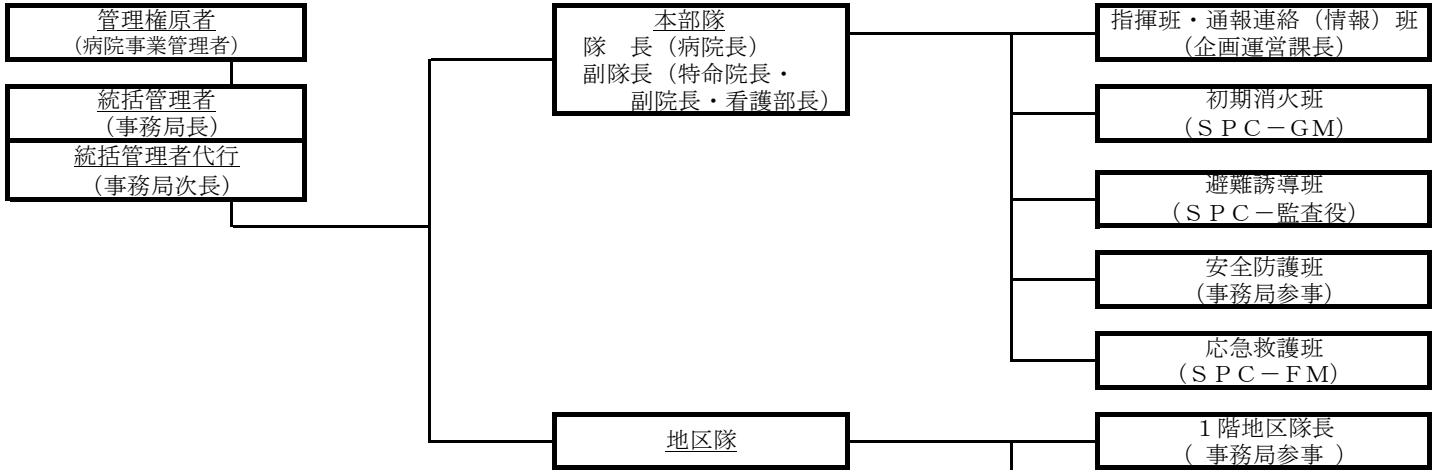 管理権原者
（病院事業管理者）
統括管理者
（事務局長）
統括管理者代行
（事務局次長）
本部隊
隊　長（病院長）
副隊長（特命院長・
副院長・看護部長）
地区隊
指揮班・通報連絡（情報）班
（企画運営課長）
初期消火班
（ＳＰＣ－ＧＭ）
避難誘導班
（ＳＰＣ－監査役）
安全防護班
（事務局参事）
応急救護班
（ＳＰＣ－ＦＭ）
１階地区隊長
（ 事務局参事 ）